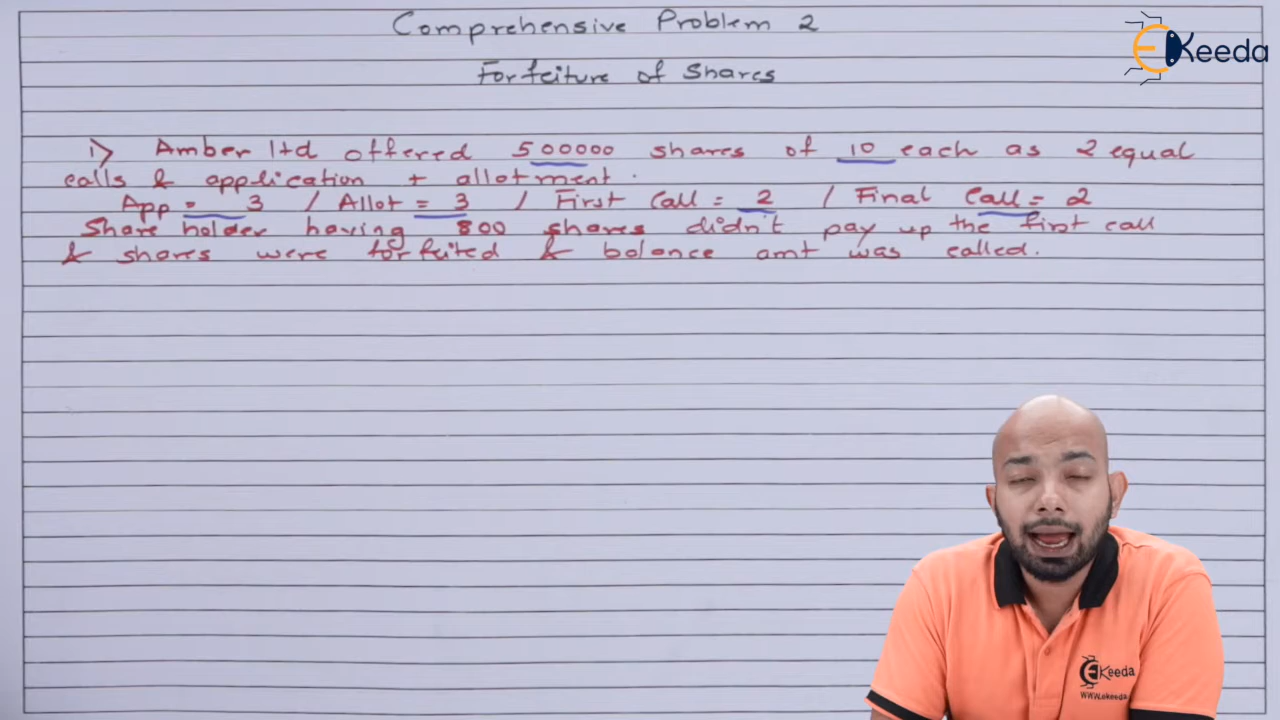 Comprehensive Problem 2
Forfeiture of Shares
Keeda
1> Amber ltd offered 500000 shares of 10 each as 2 equal
calls & application + allotment.
App = 3 / Allot = 3 / First Call = 2 / Final Call = 2
Share holder having 800 shares didn't pay up the first call
& shares were forfeited & balance amt was called.
Keeda
www.ekeeda